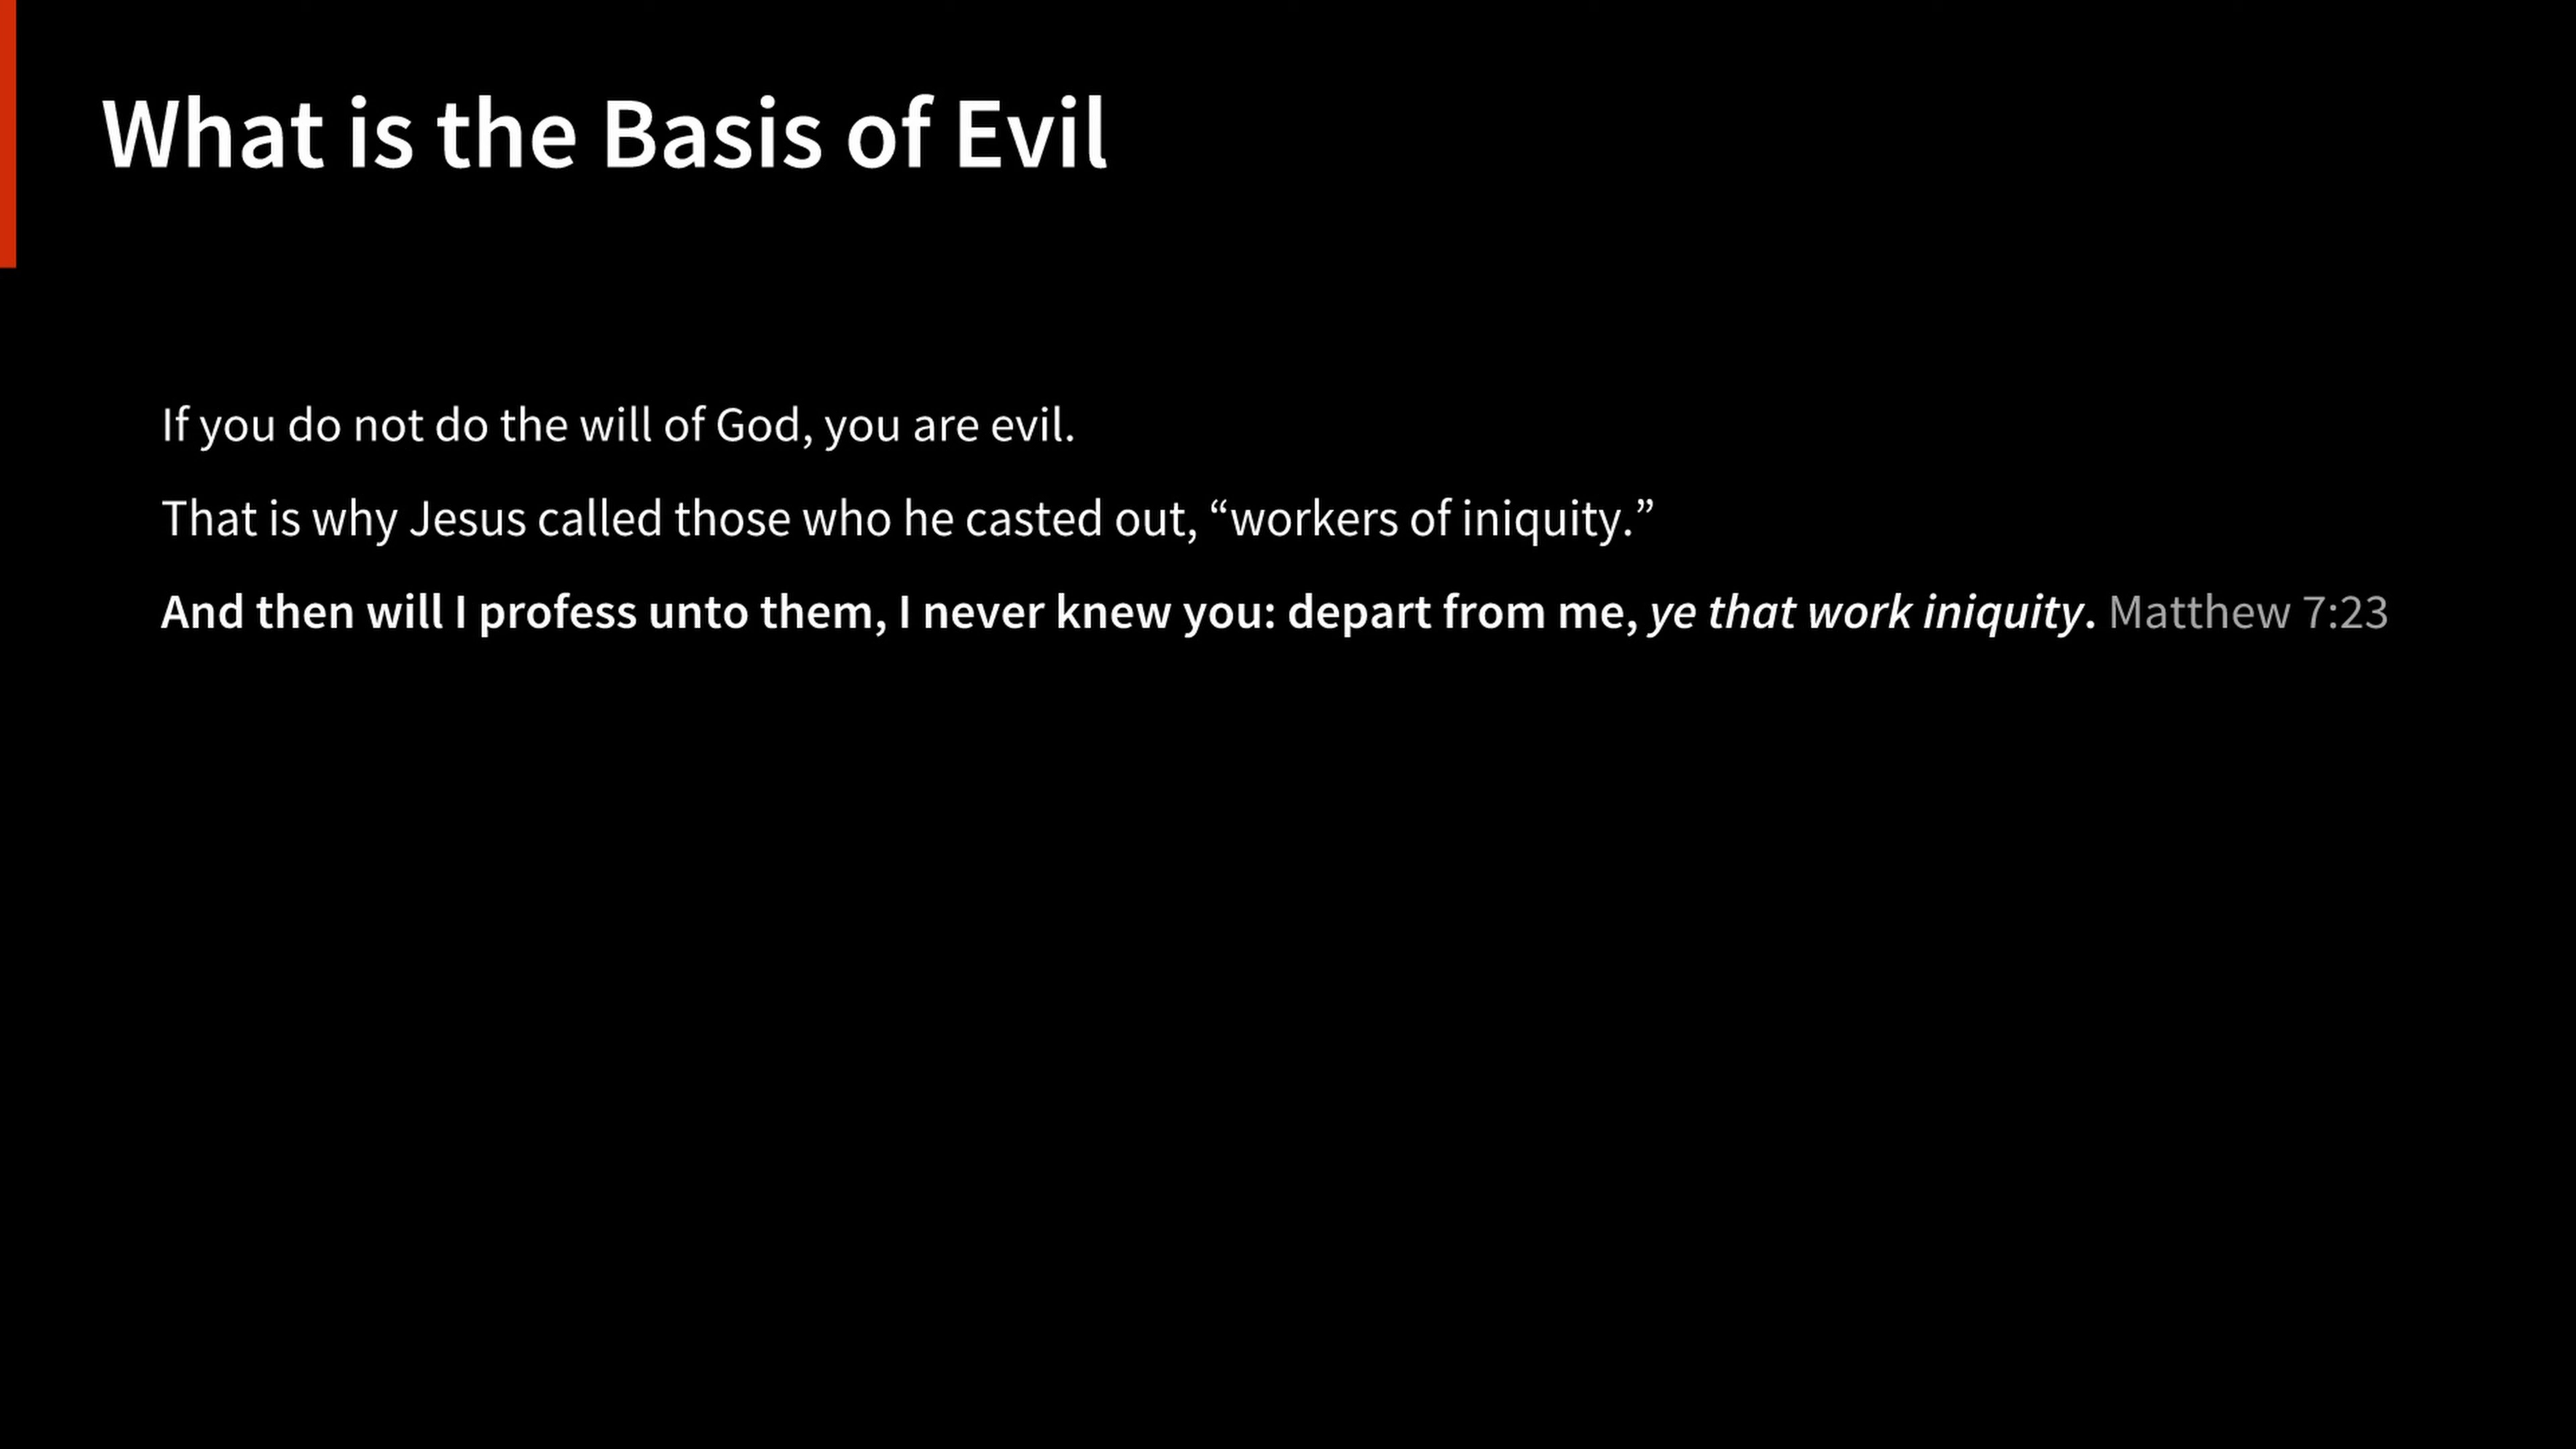 What is the Basis of Evil
If you do not do the will of God, you are evil.
That is why Jesus called those who he casted out, “workers of iniquity.”
And then will I profess unto them, I never knew you: depart from me, ye that work iniquity. Matthew 7:23